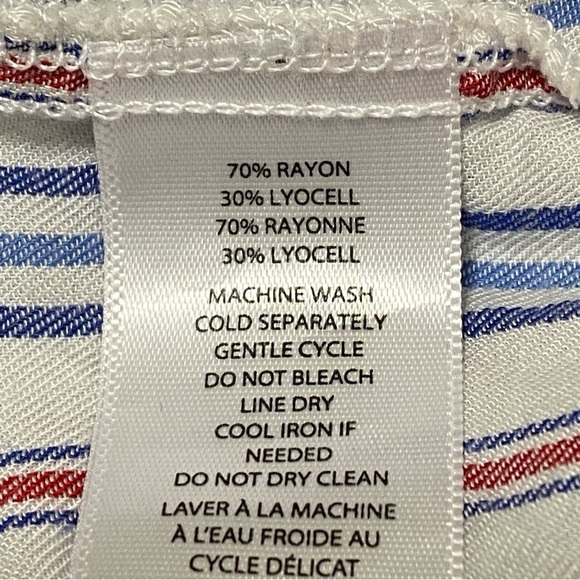 70% RAYON
30% LYOCELL
70% RAYONNE
30% LYOCELL
MACHINE WASH
COLD SEPARATELY
GENTLE CYCLE
DO NOT BLEACH
LINE DRY
COOL IRON IF
NEEDED
DO NOT DRY CLEAN
LAVER À LA MACHINE
À L'EAU FROIDE AU
CYCLE DÉLICAT